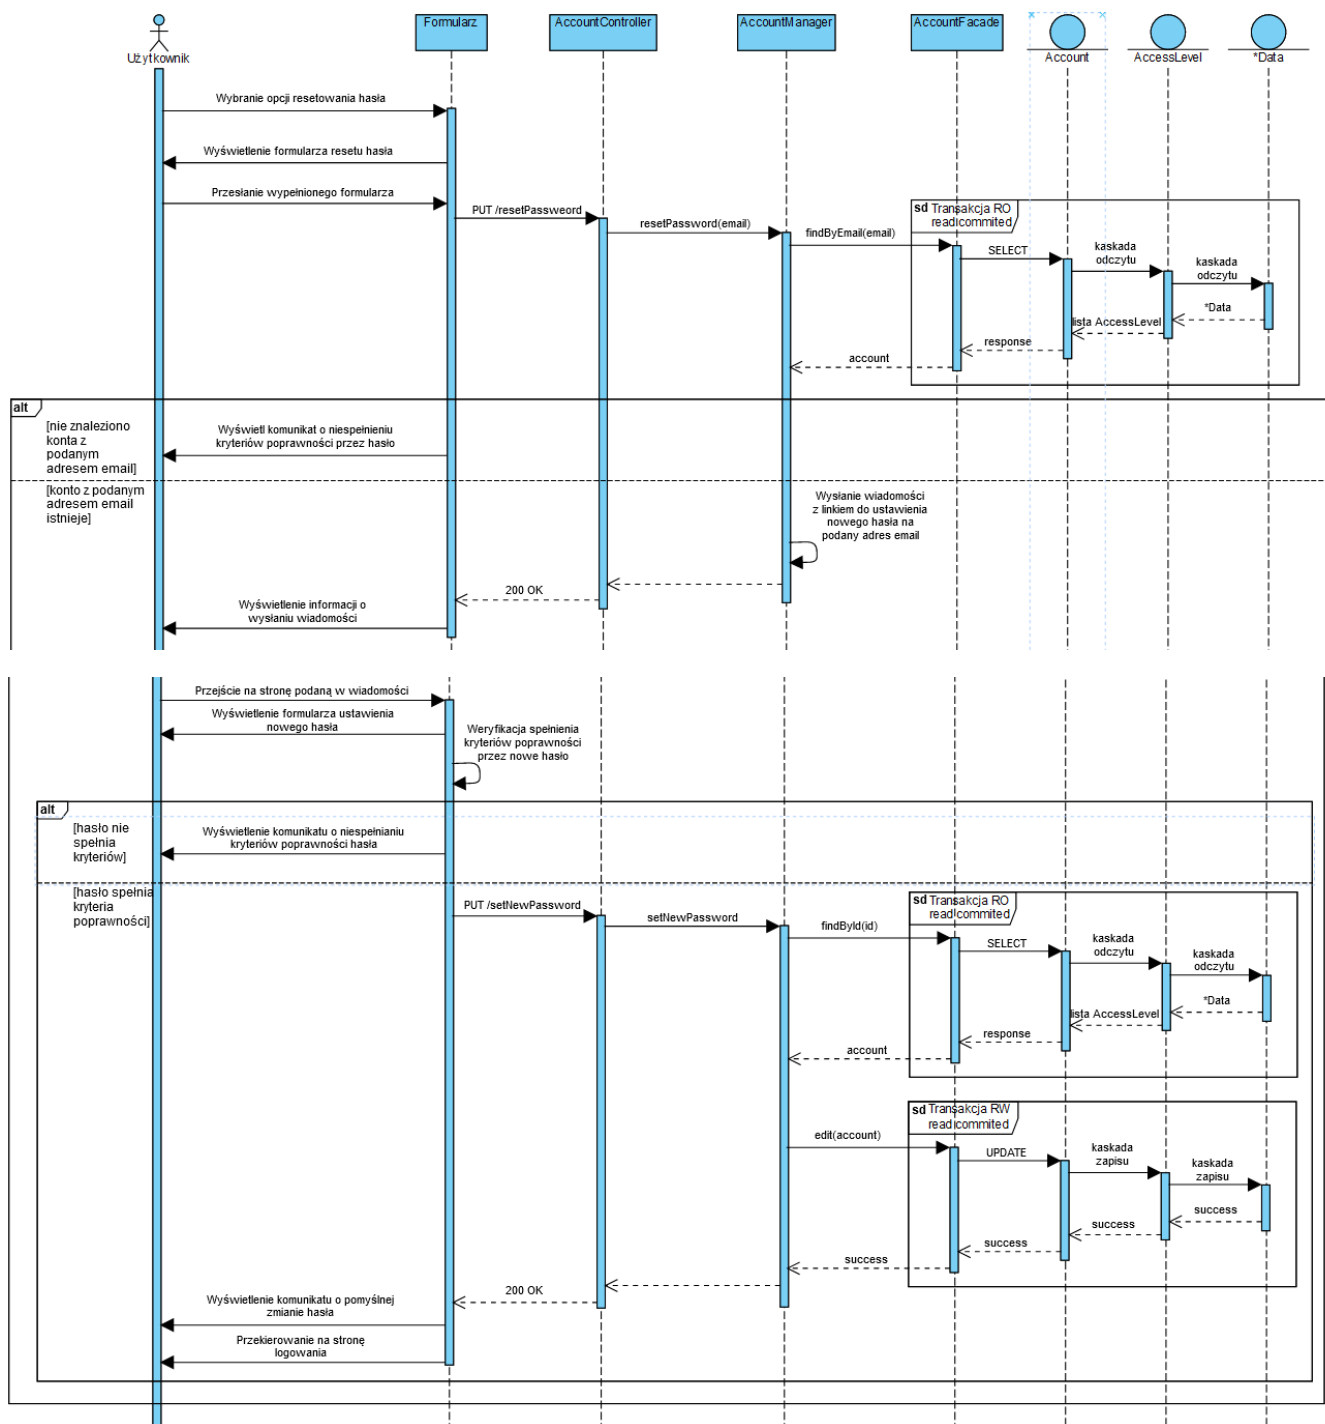 Formularz
AccountController
AccountManager
AccountFacade
Użytkownik
Account
AccessLevel
*Data
Wybranie opcji resetowania hasła
Wyświetlenie formularza resetu hasła
Przesłanie wypełnionego formularza
PUT /resetPassweord
resetPassword(email)
findByEmail(email)
sd Transakcja RO
readcommited
SELECT
kaskada
odczytu
kaskada
odczytu
*Data
lista AccessLevel
response
account
alt
[nie znaleziono
konta z
podanym
adresem email]
Wyświetl komunikat o niespełnieniu
kryteriów poprawności przez hasło
[konto z podanym
adresem email
istnieje]
Wysłanie wiadomości
z linkiem do ustawienia
nowego hasła na
podany adres email
200 OK
Wyświetlenie informacji o
wysłaniu wiadomości
Przejście na stronę podaną w wiadomości
Wyświetlenie formularza ustawienia
nowego hasła
Weryfikacja spełnienia
kryteriów poprawności
przez nowe hasło
alt
[hasło nie
spełnia
kryteriów]
Wyświetlenie komunikatu o niespełnianiu
kryteriów poprawności hasła
[hasło spełnia
kryteria
poprawności]
PUT /setNewPassword
setNewPassword
findById(id)
sd Transakcja RO
read commited
SELECT
kaskada
odczytu
kaskada
odczytu
*Data
lista AccessLevel
response
account
sd Transakcja RW
read commited
edit(account)
UPDATE
kaskada
zapisu
kaskada
zapisu
success
success
success
success
200 OK
Wyświetlenie komunikatu o pomyślnej
zmianie hasła
Przekierowanie na stronę
logowania